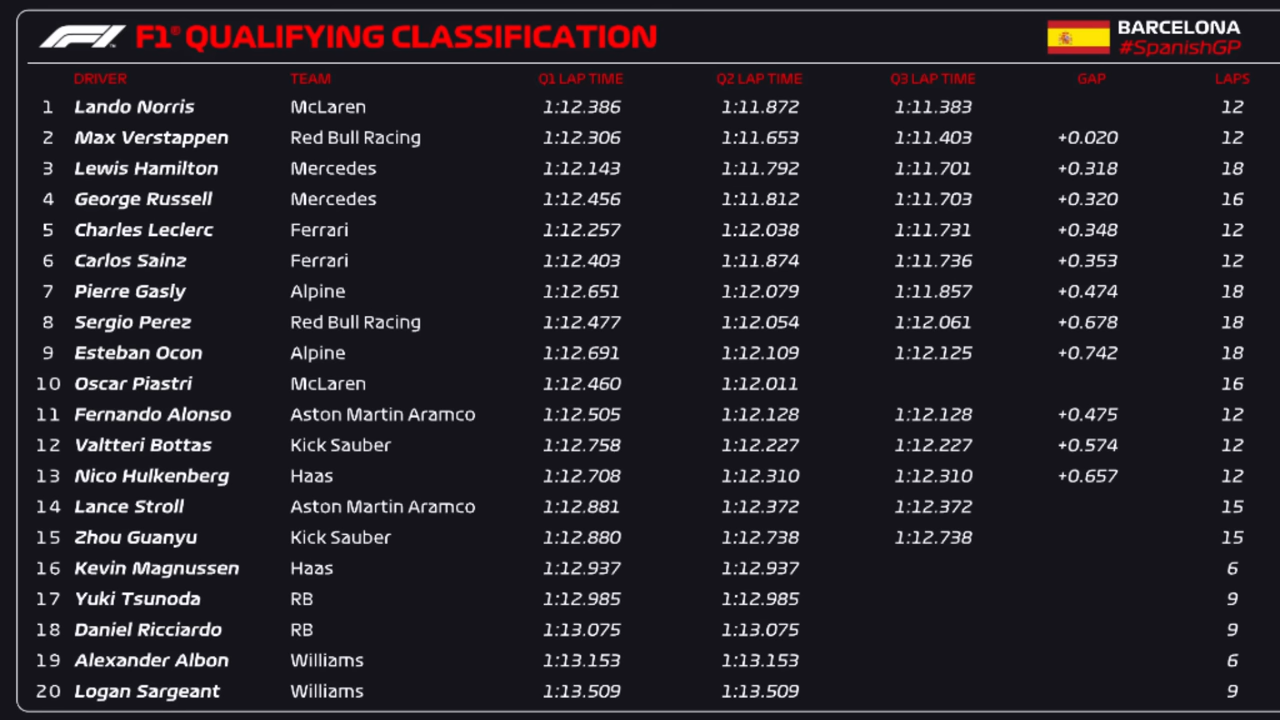 F1® QUALIFYING CLASSIFICATION
BARCELONA
#SpanishGP
DRIVER TEAM Q1 LAP TIME Q2 LAP TIME Q3 LAP TIME GAP LAPS
1 Lando Norris McLaren 1:12.386 1:11.872 1:11.383 12
2 Max Verstappen Red Bull Racing 1:12.306 1:11.653 1:11.403 +0.020 12
3 Lewis Hamilton Mercedes 1:12.143 1:11.792 1:11.701 +0.318 18
4 George Russell Mercedes 1:12.456 1:11.812 1:11.703 +0.320 16
5 Charles Leclerc Ferrari 1:12.257 1:12.038 1:11.731 +0.348 12
6 Carlos Sainz Ferrari 1:12.403 1:11.874 1:11.736 +0.353 12
7 Pierre Gasly Alpine 1:12.651 1:12.079 1:11.857 +0.474 18
8 Sergio Perez Red Bull Racing 1:12.477 1:12.054 1:12.061 +0.678 18
9 Esteban Ocon Alpine 1:12.691 1:12.109 1:12.125 +0.742 18
10 Oscar Piastri McLaren 1:12.460 1:12.011 16
11 Fernando Alonso Aston Martin Aramco 1:12.505 1:12.128 1:12.128 +0.475 12
12 Valtteri Bottas Kick Sauber 1:12.758 1:12.227 1:12.227 +0.574 12
13 Nico Hulkenberg Haas 1:12.708 1:12.310 1:12.310 +0.657 12
14 Lance Stroll Aston Martin Aramco 1:12.881 1:12.372 1:12.372 15
15 Zhou Guanyu Kick Sauber 1:12.880 1:12.738 1:12.738 15
16 Kevin Magnussen Haas 1:12.937 1:12.937 6
17 Yuki Tsunoda RB 1:12.985 1:12.985 9
18 Daniel Ricciardo RB 1:13.075 1:13.075 9
19 Alexander Albon Williams 1:13.153 1:13.153 6
20 Logan Sargeant Williams 1:13.509 1:13.509 9